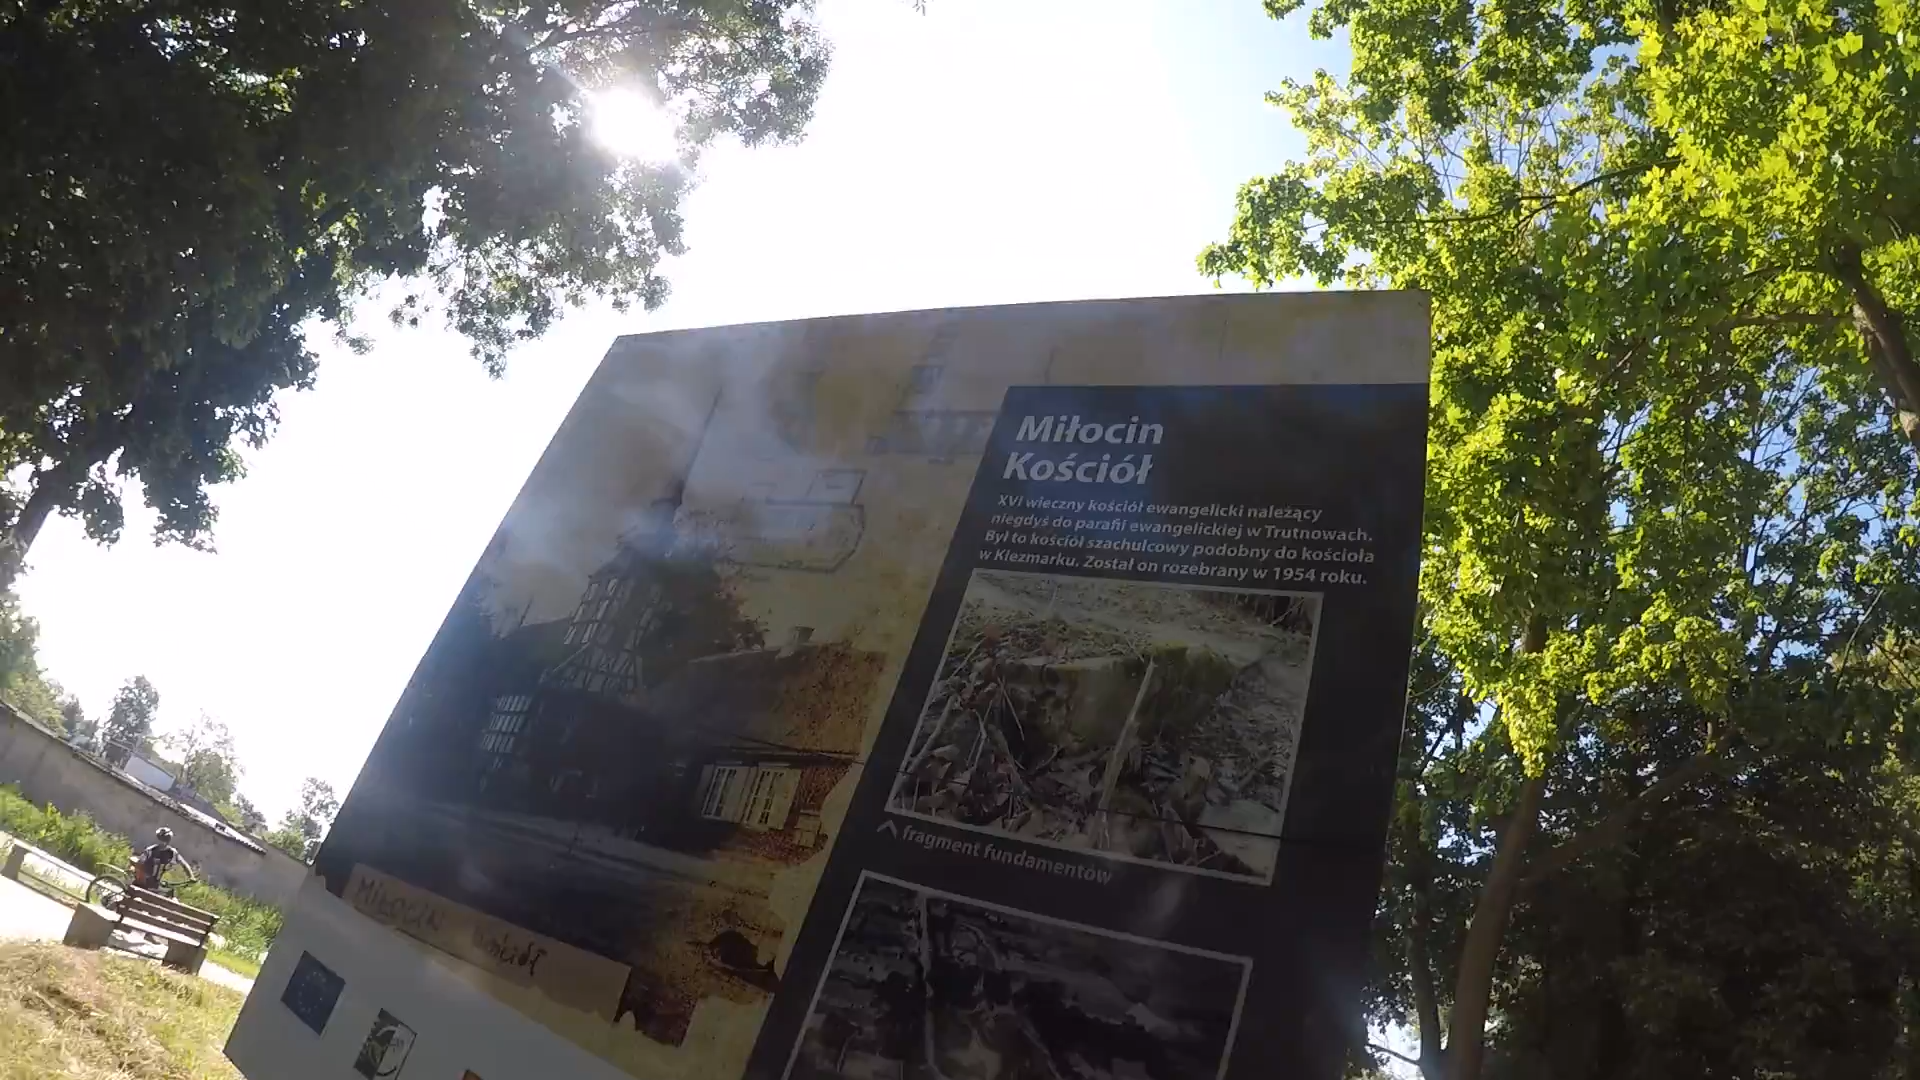 Miłocin
Kościół
XVI wieczny kościół ewangelicki należący
niegdyś do parafii ewangelickiej w Trutnowach.
Był to kościół szachulcowy podobny do kościoła
w Kiezmarku. Został on rozebrany w 1954 roku.
fragment fundamentów
MIŁOCIN kościół